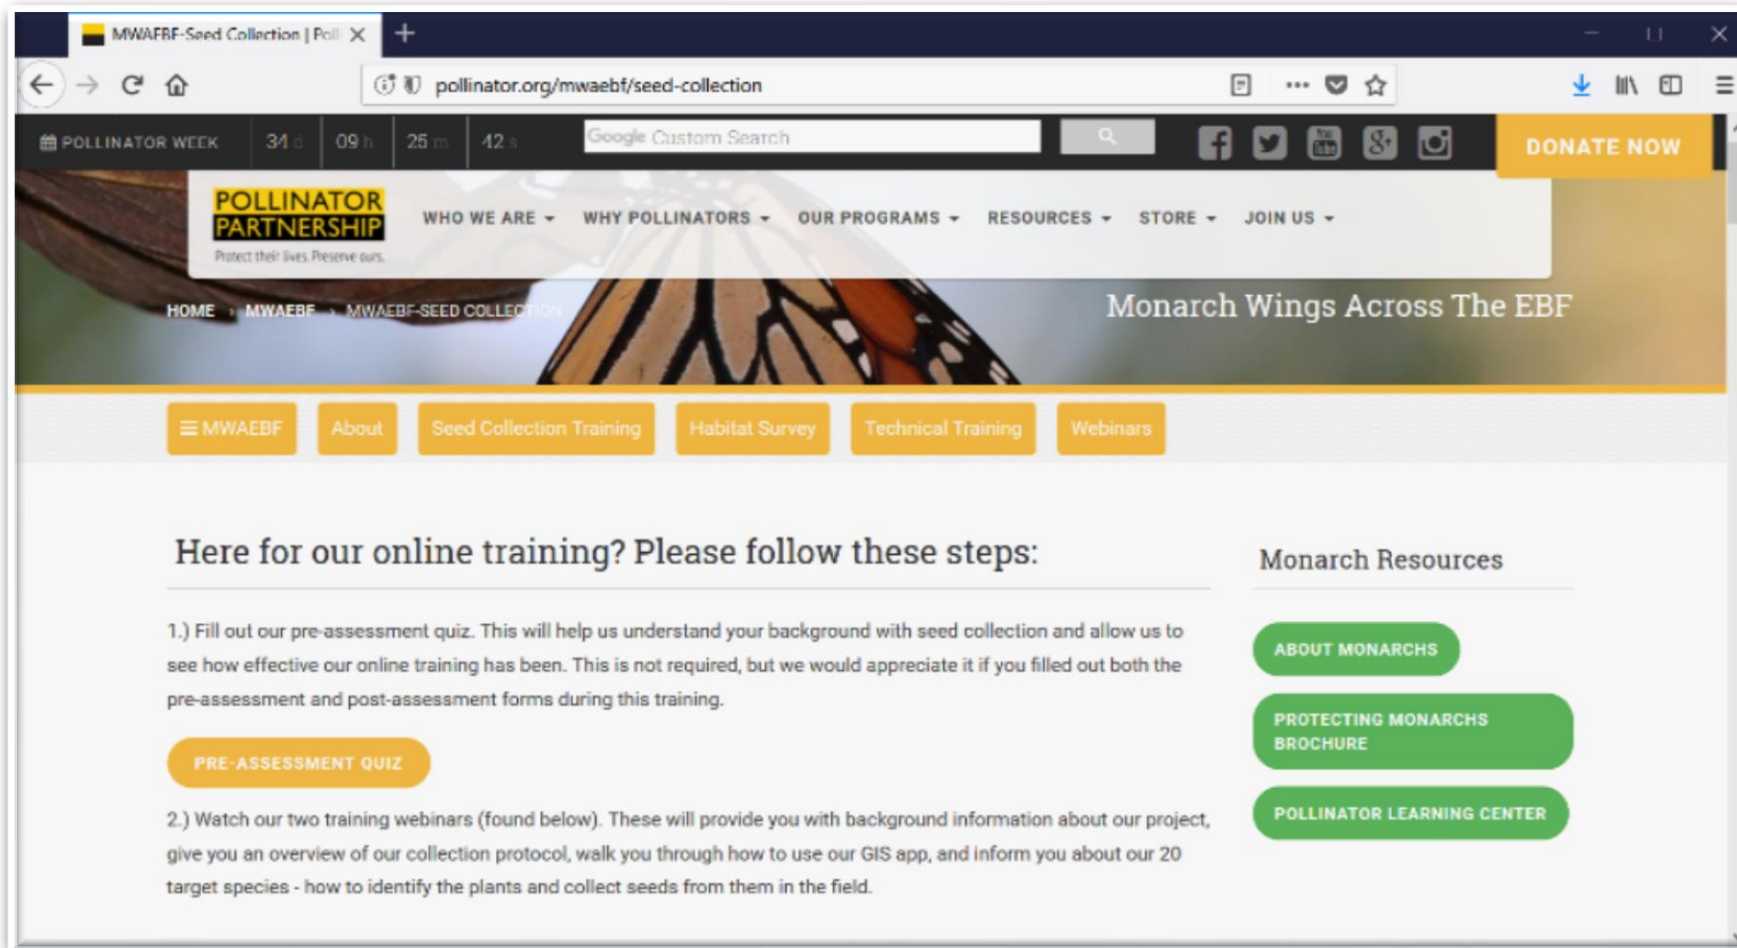 MWAEBF-Seed Collection | Poll
pollinator.org/mwaebf/seed-collection
POLLINATOR WEEK 34 d 09 h 25 m 42 s Google Custom Search DONATE NOW
POLLINATOR
PARTNERSHIP
Protect their lives. Preserve ours.
WHO WE ARE WHY POLLINATORS OUR PROGRAMS RESOURCES STORE JOIN US
HOME › MWAEBF › MWAEBF-SEED COLLECTION
Monarch Wings Across The EBF
MWAEBF About Seed Collection Training Habitat Survey Technical Training Webinars
Here for our online training? Please follow these steps:
1.) Fill out our pre-assessment quiz. This will help us understand your background with seed collection and allow us to
see how effective our online training has been. This is not required, but we would appreciate it if you filled out both the
pre-assessment and post-assessment forms during this training.
PRE-ASSESSMENT QUIZ
2.) Watch our two training webinars (found below). These will provide you with background information about our project,
give you an overview of our collection protocol, walk you through how to use our GIS app, and inform you about our 20
target species - how to identify the plants and collect seeds from them in the field.
Monarch Resources
ABOUT MONARCHS
PROTECTING MONARCHS
BROCHURE
POLLINATOR LEARNING CENTER